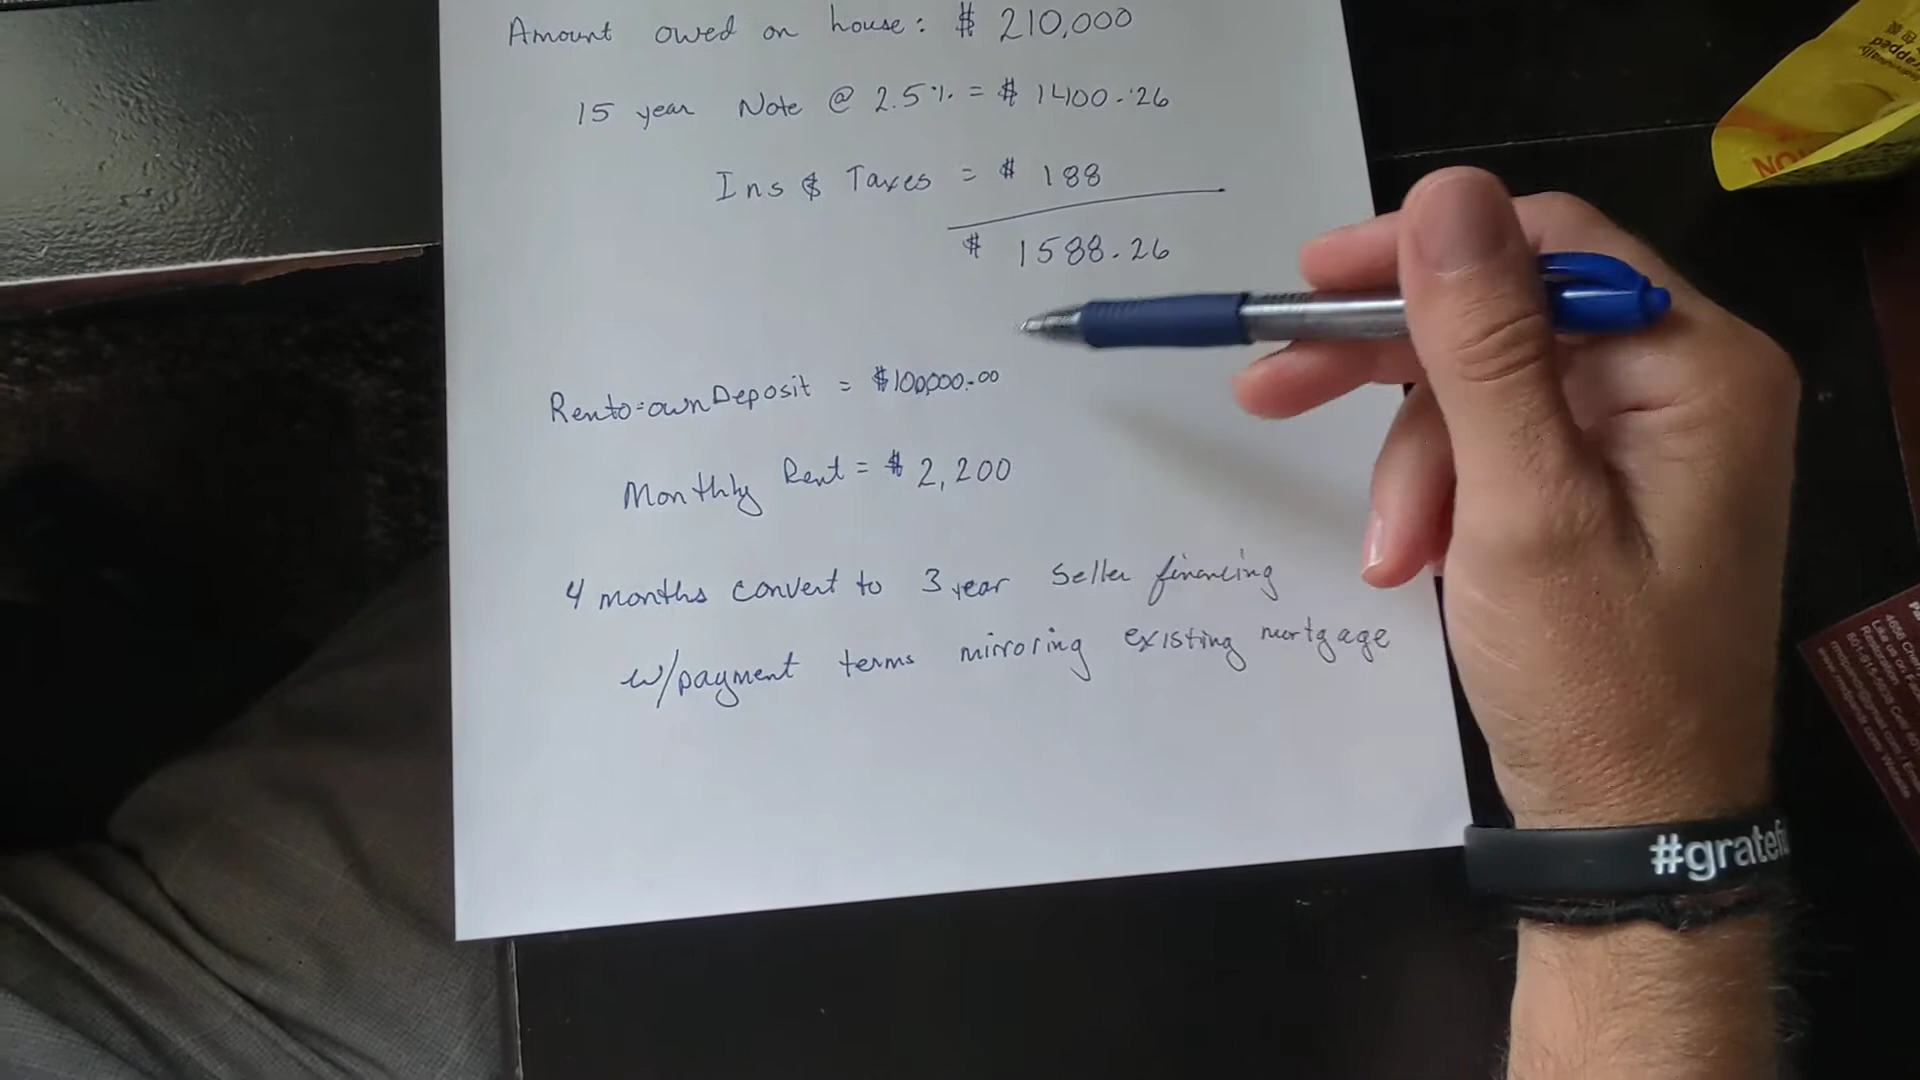 Amount owed on house: $ 210,000
15 year Note @ 2.5% = $ 1400.26
Ins & Taxes = $ 188
$ 1588.26
Rento-own Deposit = $100,000.00
Monthly Rent = $ 2,200
4 months convert to 3 year seller financing
w/payment terms mirroring existing mortgage
#gratef